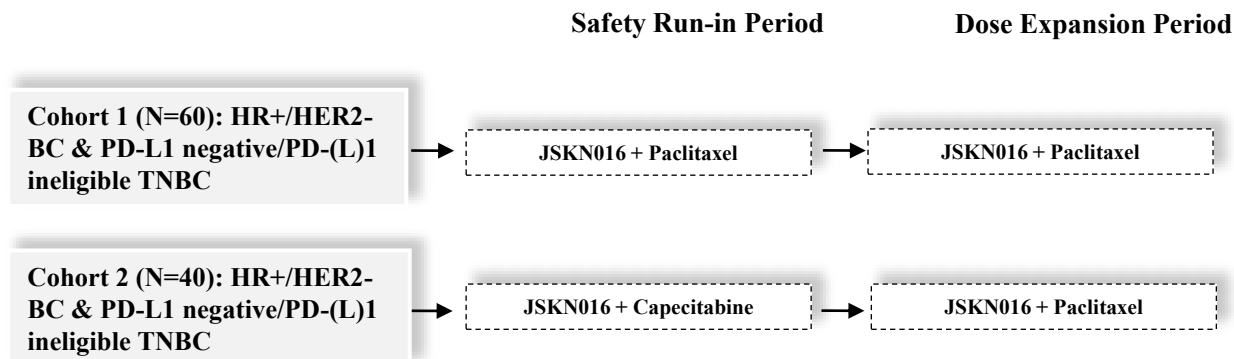 Safety Run-in Period Dose Expansion Period
Cohort 1 (N=60): HR+/HER2-
BC & PD-L1 negative/PD-(L)1
ineligible TNBC
JSKN016 + Paclitaxel
JSKN016 + Paclitaxel
Cohort 2 (N=40): HR+/HER2-
BC & PD-L1 negative/PD-(L)1
ineligible TNBC
JSKN016 + Capecitabine
JSKN016 + Paclitaxel